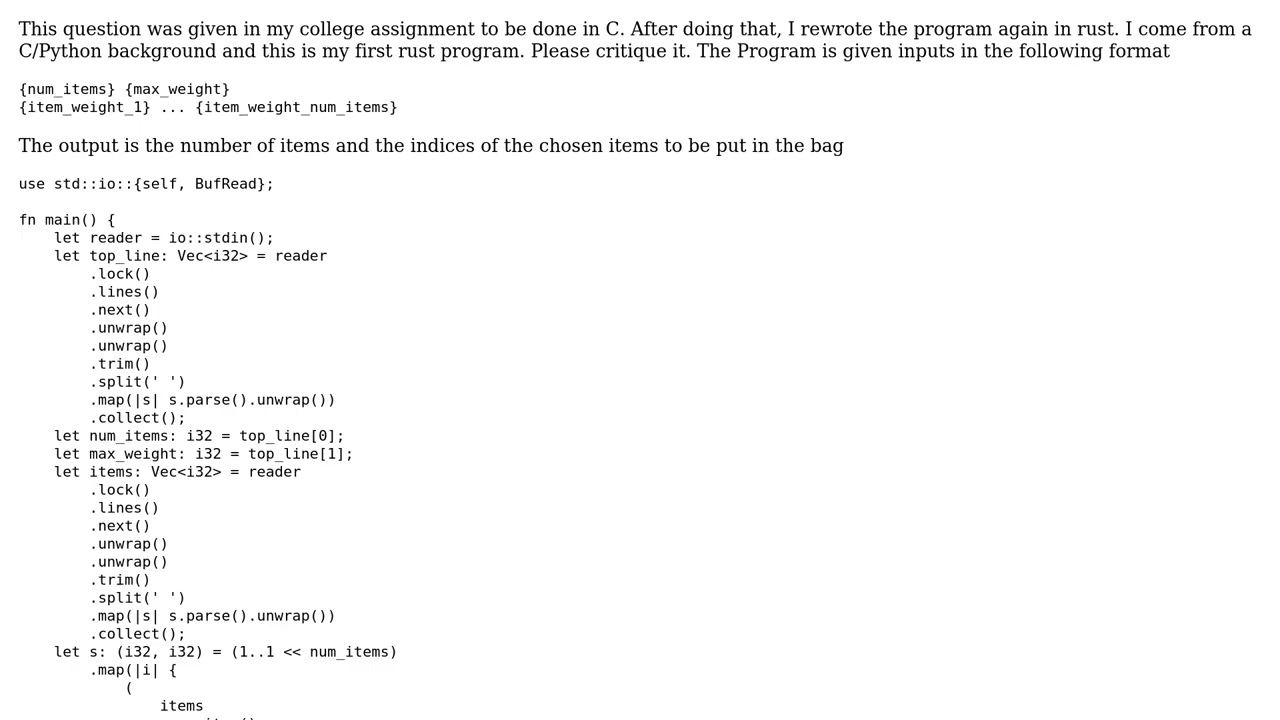 This question was given in my college assignment to be done in C. After doing that, I rewrote the program again in rust. I come from a
C/Python background and this is my first rust program. Please critique it. The Program is given inputs in the following format
{num_items} {max_weight}
{item_weight_1} ... {item_weight_num_items}
The output is the number of items and the indices of the chosen items to be put in the bag
use std::io::{self, BufRead};
fn main() {
    let reader = io::stdin();
    let top_line: Vec<i32> = reader
        .lock()
        .lines()
        .next()
        .unwrap()
        .unwrap()
        .trim()
        .split(' ')
        .map(|s| s.parse().unwrap())
        .collect();
    let num_items: i32 = top_line[0];
    let max_weight: i32 = top_line[1];
    let items: Vec<i32> = reader
        .lock()
        .lines()
        .next()
        .unwrap()
        .unwrap()
        .trim()
        .split(' ')
        .map(|s| s.parse().unwrap())
        .collect();
    let s: (i32, i32) = (1..1 << num_items)
        .map(|i| {
            (
                items